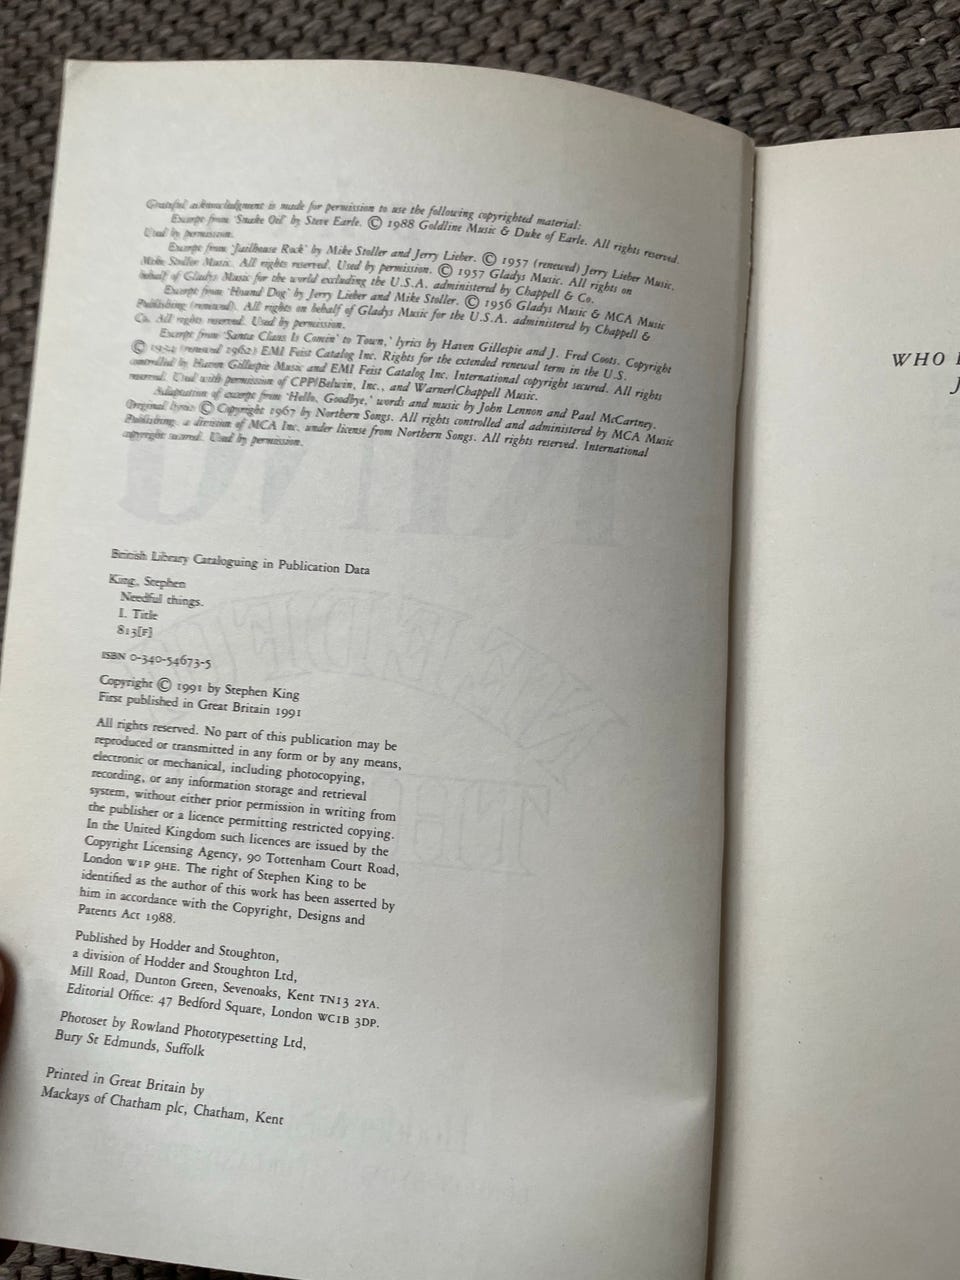 Grateful acknowledgment is made for permission to use the following copyrighted material:
Excerpt from 'Snake Oil' by Steve Earle. © 1988 Goldline Music & Duke of Earle. All rights reserved.
Used by permission.
Excerpt from 'Jailhouse Rock' by Mike Stoller and Jerry Lieber. © 1957 (renewed) Jerry Lieber Music,
Mike Stoller Music. All rights reserved. Used by permission. © 1957 Gladys Music. All rights on
behalf of Gladys Music for the world excluding the U.S.A. administered by Chappell & Co.
Excerpt from 'Hound Dog' by Jerry Lieber and Mike Stoller. © 1956 Gladys Music & MCA Music
Publishing (renewed). All rights on behalf of Gladys Music for the U.S.A. administered by Chappell &
Co. All rights reserved. Used by permission.
Excerpt from 'Santa Claus Is Comin' to Town,' lyrics by Haven Gillespie and J. Fred Coots. Copyright
© 1934 (renewed 1962) EMI Feist Catalog Inc. Rights for the extended renewal term in the U.S.
controlled by Haven Gillespie Music and EMI Feist Catalog Inc. International copyright secured. All rights
reserved. Used with permission of CPP/Belwin, Inc., and Warner/Chappell Music.
Adaptation of excerpt from 'Hello, Goodbye,' words and music by John Lennon and Paul McCartney.
Original lyrics © Copyright 1967 by Northern Songs. All rights controlled and administered by MCA Music
Publishing, a division of MCA Inc. under license from Northern Songs. All rights reserved. International
copyright secured. Used by permission.
British Library Cataloguing in Publication Data
King, Stephen
Needful things.
I. Title
813[F]
ISBN 0-340-54673-5
Copyright © 1991 by Stephen King
First published in Great Britain 1991
All rights reserved. No part of this publication may be
reproduced or transmitted in any form or by any means,
electronic or mechanical, including photocopying,
recording, or any information storage and retrieval
system, without either prior permission in writing from
the publisher or a licence permitting restricted copying.
In the United Kingdom such licences are issued by the
Copyright Licensing Agency, 90 Tottenham Court Road,
London W1P 9HE. The right of Stephen King to be
identified as the author of this work has been asserted by
him in accordance with the Copyright, Designs and
Patents Act 1988.
Published by Hodder and Stoughton,
a division of Hodder and Stoughton Ltd,
Mill Road, Dunton Green, Sevenoaks, Kent TN13 2YA.
Editorial Office: 47 Bedford Square, London WC1B 3DP.
Photoset by Rowland Phototypesetting Ltd,
Bury St Edmunds, Suffolk
Printed in Great Britain by
Mackays of Chatham plc, Chatham, Kent
WHO